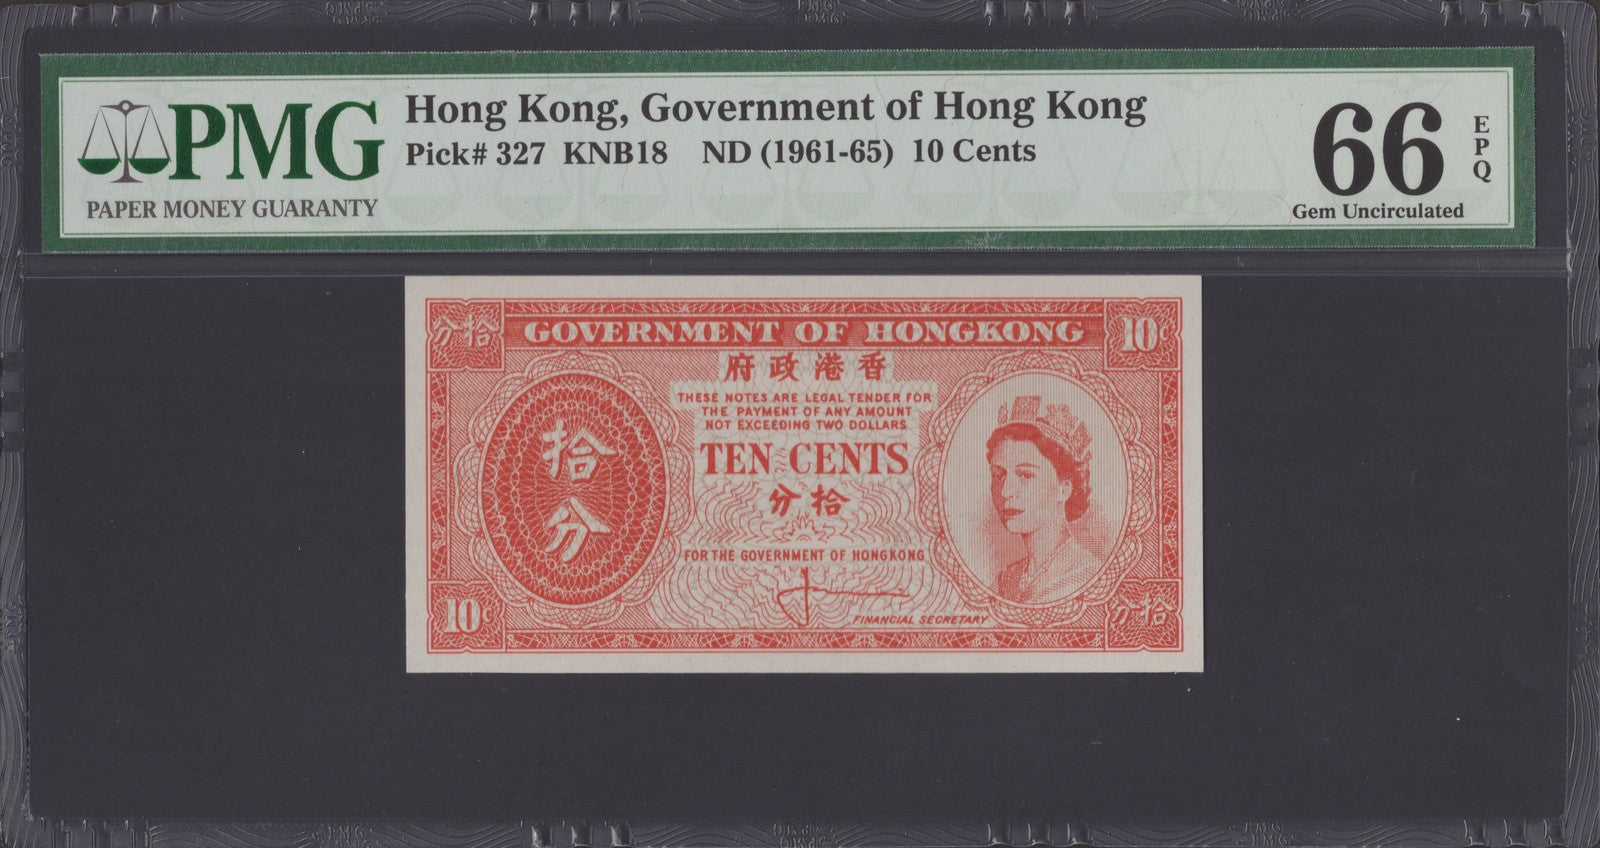 PMG
PAPER MONEY GUARANTY
Hong Kong, Government of Hong Kong
Pick# 327 KNB18 ND (1961-65) 10 Cents
66
EPQ
Gem Uncirculated
分拾
GOVERNMENT OF HONGKONG
10¢
府政港香
THESE NOTES ARE LEGAL TENDER FOR
THE PAYMENT OF ANY AMOUNT
NOT EXCEEDING TWO DOLLARS
拾
分
TEN CENTS
分拾
FOR THE GOVERNMENT OF HONGKONG
FINANCIAL SECRETARY
10¢
分拾